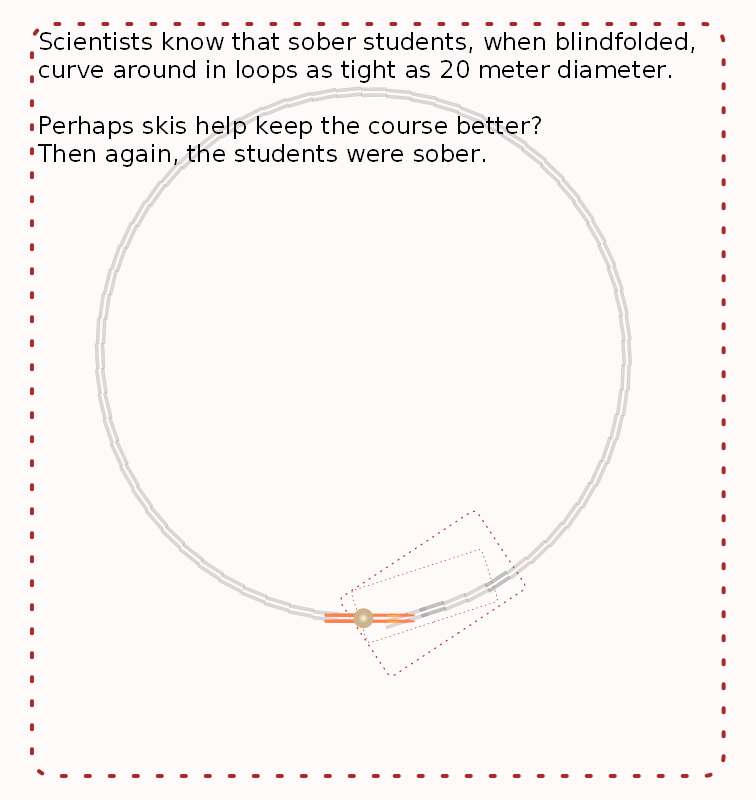 Scientists know that sober students, when blindfolded,
curve around in loops as tight as 20 meter diameter.
Perhaps skis help keep the course better?
Then again, the students were sober.